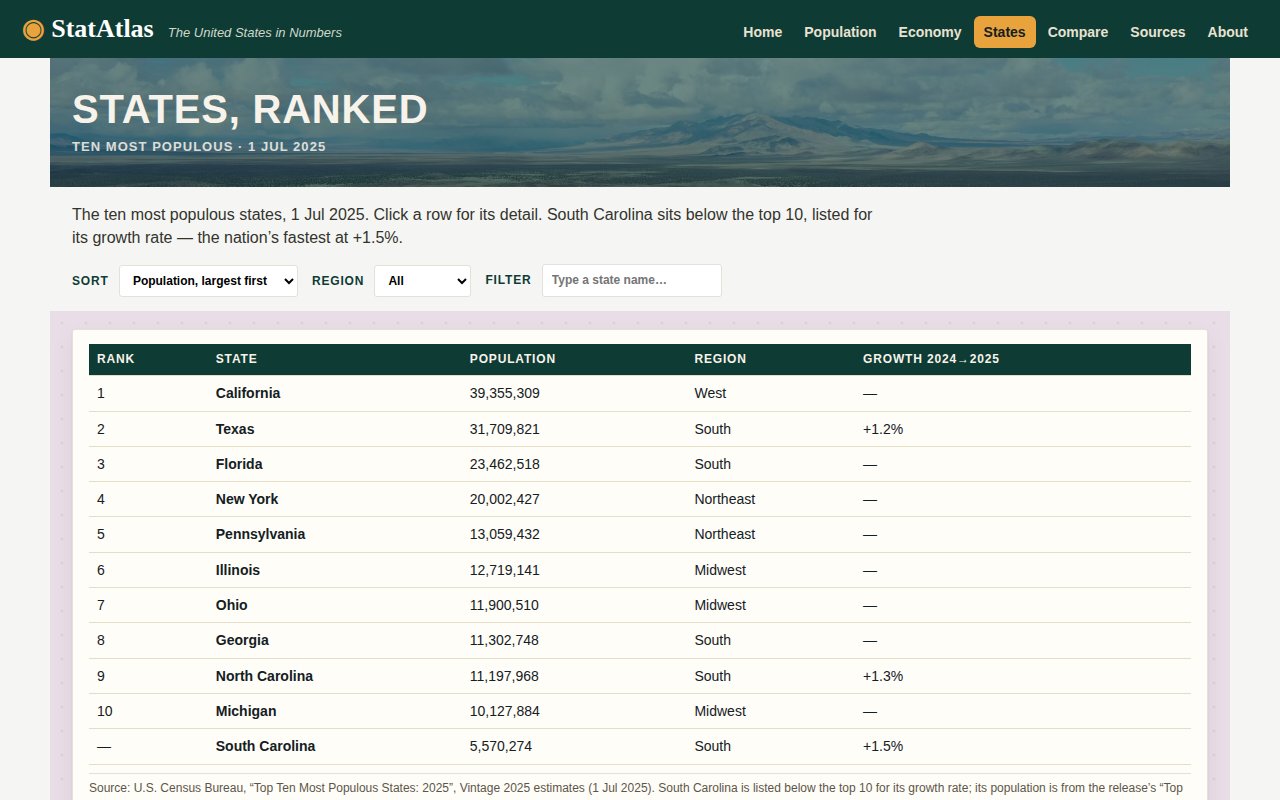 StatAtlas The United States in Numbers Home Population Economy States Compare Sources About
STATES, RANKED
TEN MOST POPULOUS · 1 JUL 2025
The ten most populous states, 1 Jul 2025. Click a row for its detail. South Carolina sits below the top 10, listed for
its growth rate — the nation’s fastest at +1.5%.
SORT Population, largest first REGION All FILTER Type a state name…
RANK STATE POPULATION REGION GROWTH 2024→2025
1 California 39,355,309 West —
2 Texas 31,709,821 South +1.2%
3 Florida 23,462,518 South —
4 New York 20,002,427 Northeast —
5 Pennsylvania 13,059,432 Northeast —
6 Illinois 12,719,141 Midwest —
7 Ohio 11,900,510 Midwest —
8 Georgia 11,302,748 South —
9 North Carolina 11,197,968 South +1.3%
10 Michigan 10,127,884 Midwest —
— South Carolina 5,570,274 South +1.5%
Source: U.S. Census Bureau, “Top Ten Most Populous States: 2025”, Vintage 2025 estimates (1 Jul 2025). South Carolina is listed below the top 10 for its growth rate; its population is from the release’s “Top